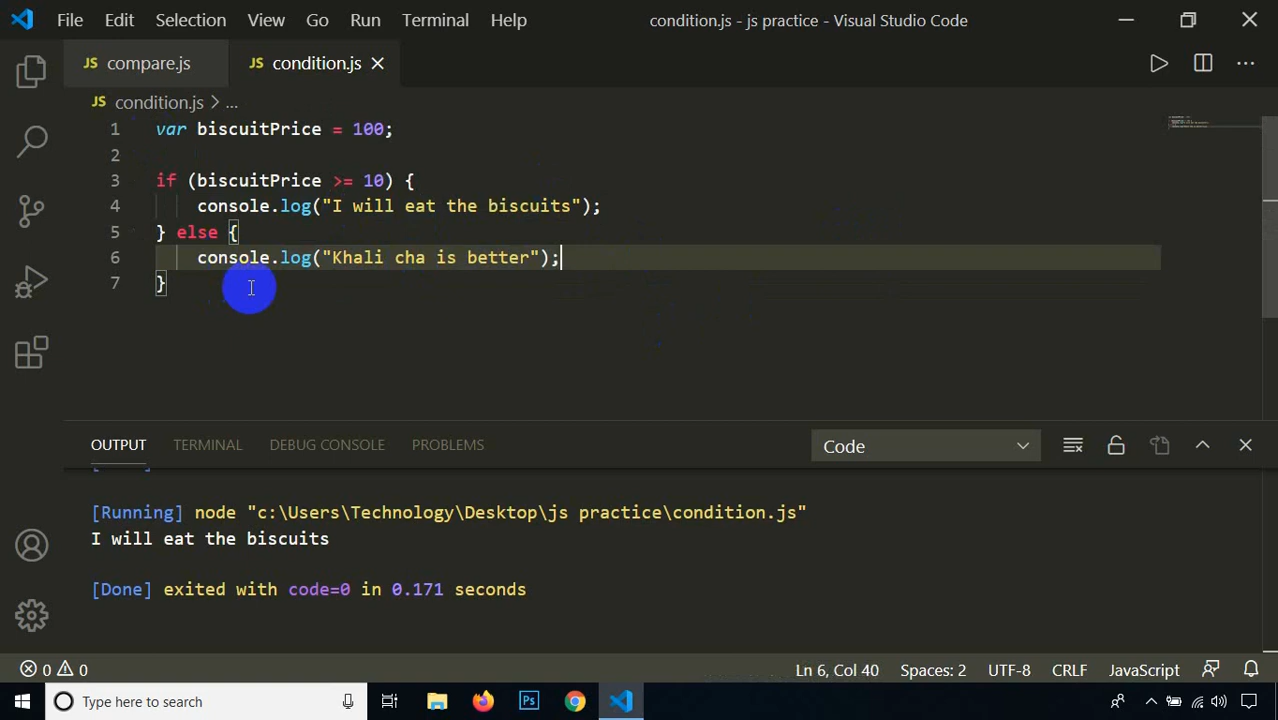 File Edit Selection View Go Run Terminal Help condition.js - js practice - Visual Studio Code
JS compare.js JS condition.js
JS condition.js > ...
1 var biscuitPrice = 100;
2
3 if (biscuitPrice >= 10) {
4 console.log("I will eat the biscuits");
5 } else {
6 console.log("Khali cha is better");
7 }
OUTPUT TERMINAL DEBUG CONSOLE PROBLEMS Code
[Running] node "c:\Users\Technology\Desktop\js practice\condition.js"
I will eat the biscuits
[Done] exited with code=0 in 0.171 seconds
0 0 Ln 6, Col 40 Spaces: 2 UTF-8 CRLF JavaScript
Type here to search Ps